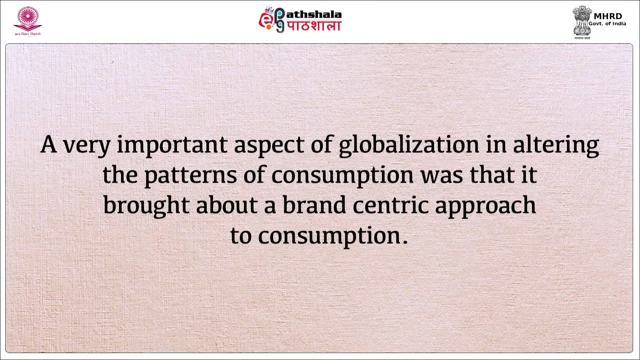 ePathshala
पाठशाला
MHRD
Govt. of India
A very important aspect of globalization in altering
the patterns of consumption was that it
brought about a brand centric approach
to consumption.